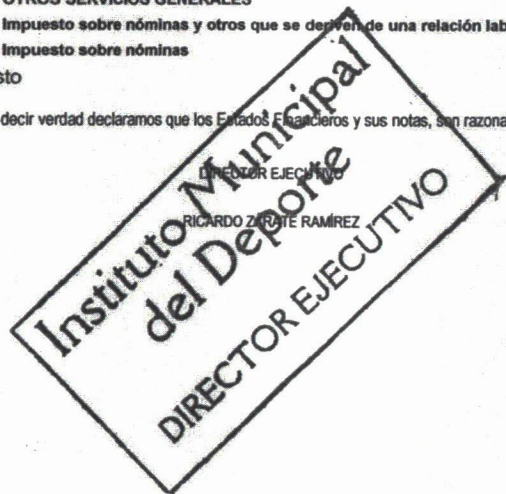 OTROS SERVICIOS GENERALES
Impuesto sobre nóminas y otros que se deriven de una relación lab
Impuesto sobre nóminas
sto
decir verdad declaramos que los Estados Financieros y sus notas, son razona
DIRECTOR EJECUTIVO
RICARDO ZARATE RAMÍREZ
Instituto Municipal
del Deporte
DIRECTOR EJECUTIVO